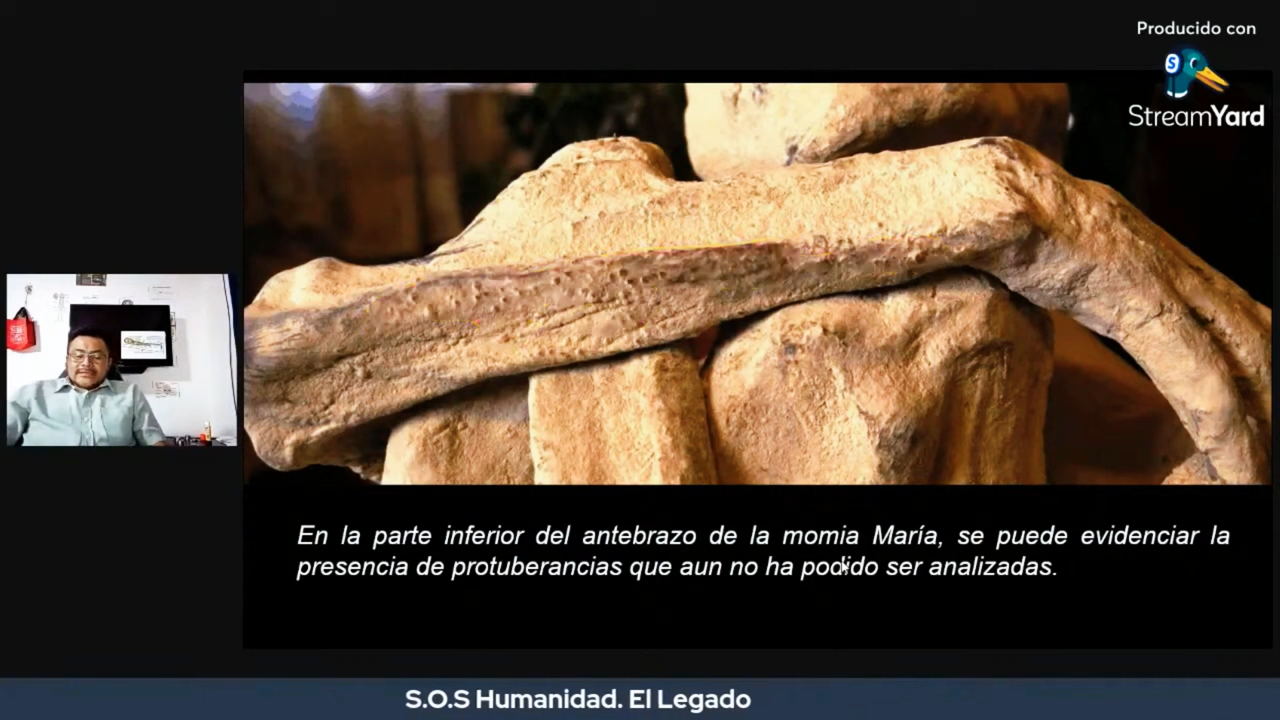 Producido con
StreamYard
En la parte inferior del antebrazo de la momia María, se puede evidenciar la
presencia de protuberancias que aun no ha podido ser analizadas.
S.O.S Humanidad. El Legado